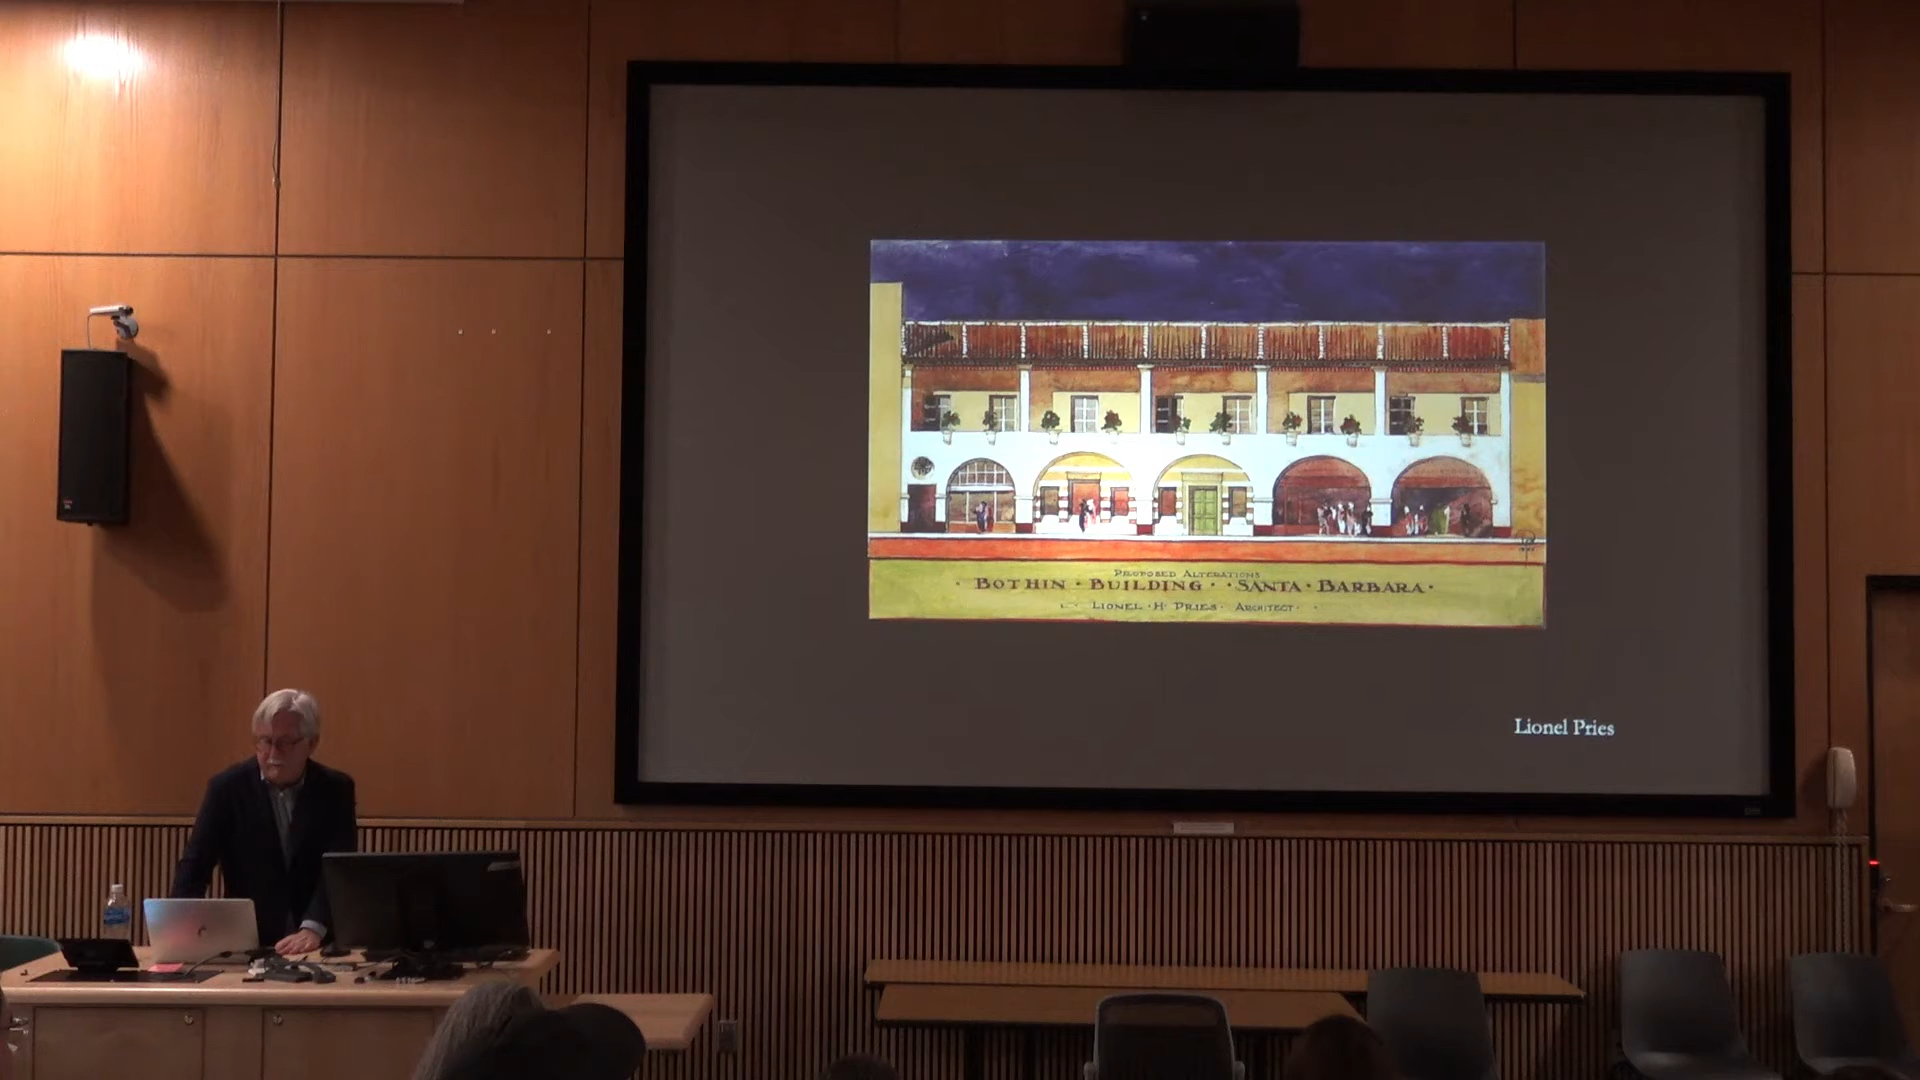 PROPOSED ALTERATIONS
· BOTHIN · BUILDING · · SANTA · BARBARA ·
LIONEL · H · PRIES · ARCHITECT ·
Lionel Pries